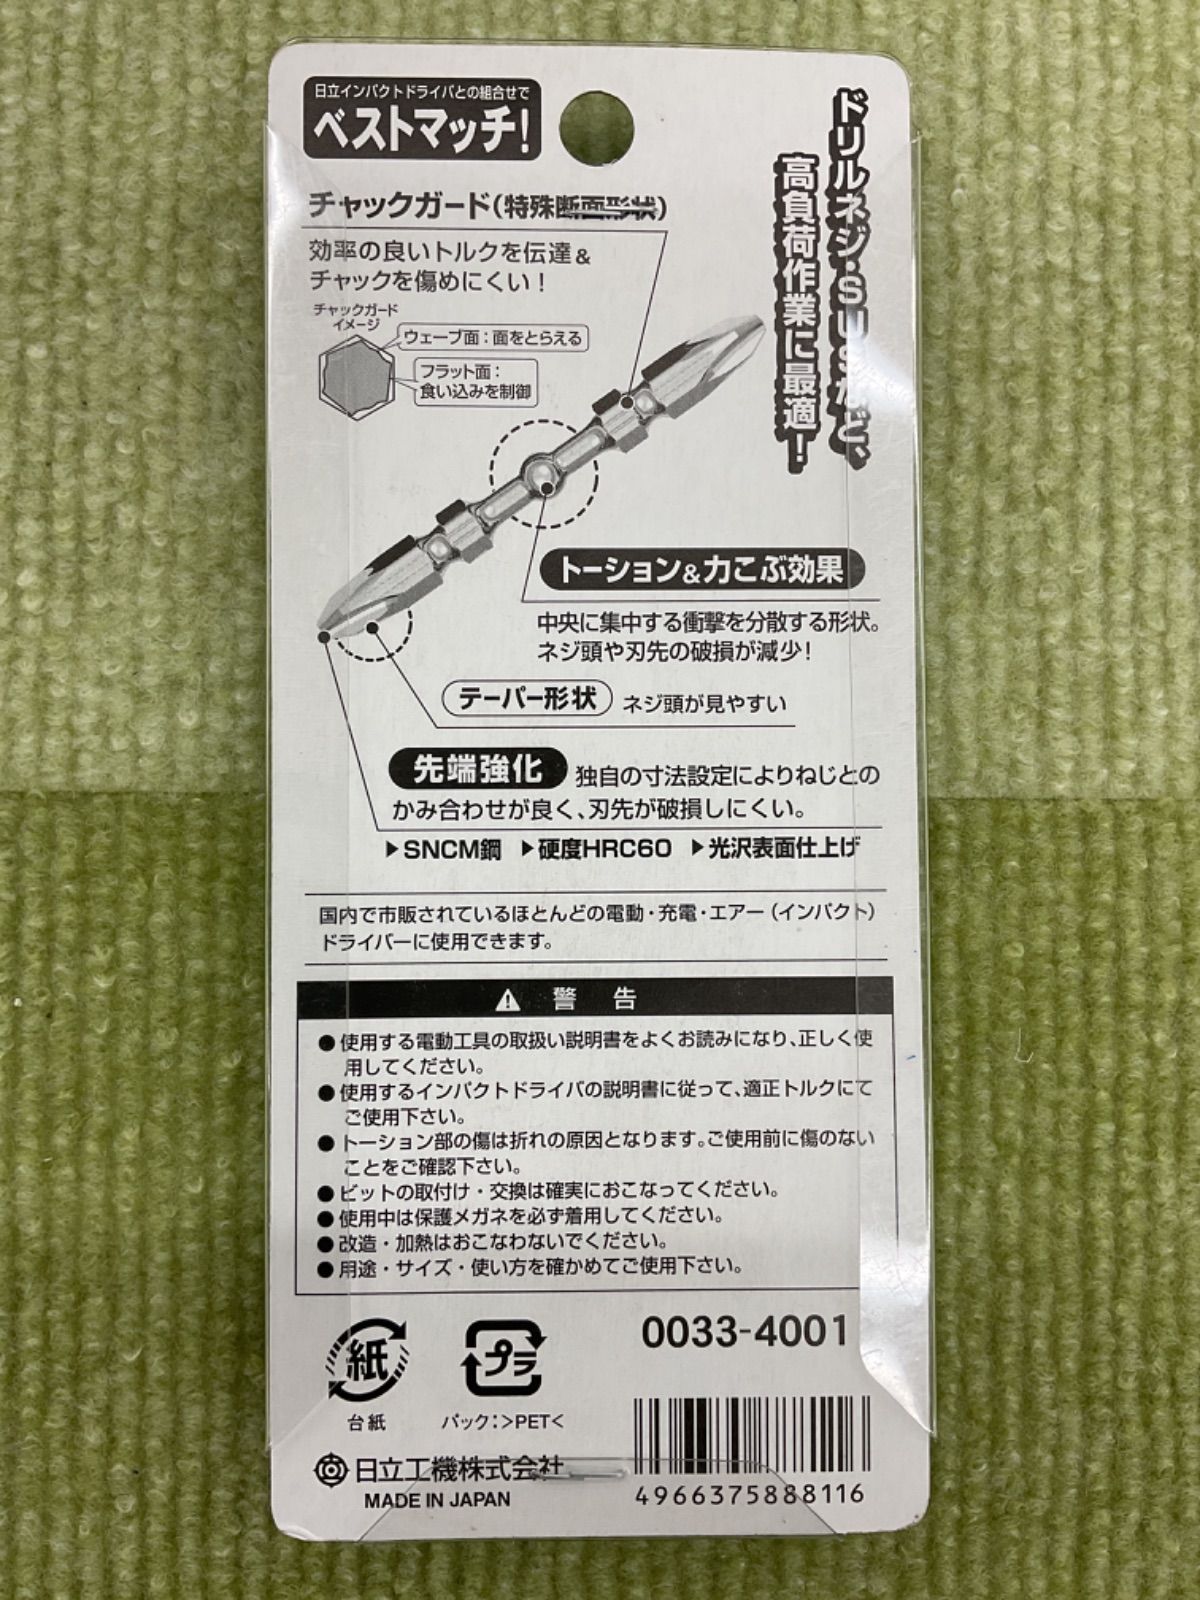 日立インパクトドライバとの組合せで
ベストマッチ!
ドリルネジ・SUSなど、
高負荷作業に最適!
チャックガード(特殊断面形状)
効率の良いトルクを伝達&
チャックを傷めにくい!
チャックガード
イメージ
ウェーブ面:面をとらえる
フラット面:
食い込みを制御
トーション&力こぶ効果
中央に集中する衝撃を分散する形状。
ネジ頭や刃先の破損が減少!
テーパー形状 ネジ頭が見やすい
先端強化 独自の寸法設定によりねじとの
かみ合わせが良く、刃先が破損しにくい。
▶SNCM鋼 ▶硬度HRC60 ▶光沢表面仕上げ
国内で市販されているほとんどの電動・充電・エアー(インパクト)
ドライバーに使用できます。
⚠ 警告
●使用する電動工具の取扱い説明書をよくお読みになり、正しく使
用してください。
●使用するインパクトドライバの説明書に従って、適正トルクにて
ご使用下さい。
●トーション部の傷は折れの原因となります。ご使用前に傷のない
ことをご確認下さい。
●ビットの取付け・交換は確実におこなってください。
●使用中は保護メガネを必ず着用してください。
●改造・加熱はおこなわないでください。
●用途・サイズ・使い方を確かめてご使用下さい。
紙
台紙
プラ
パック:>PET<
0033-4001
日立工機株式会社
MADE IN JAPAN
4966375888116